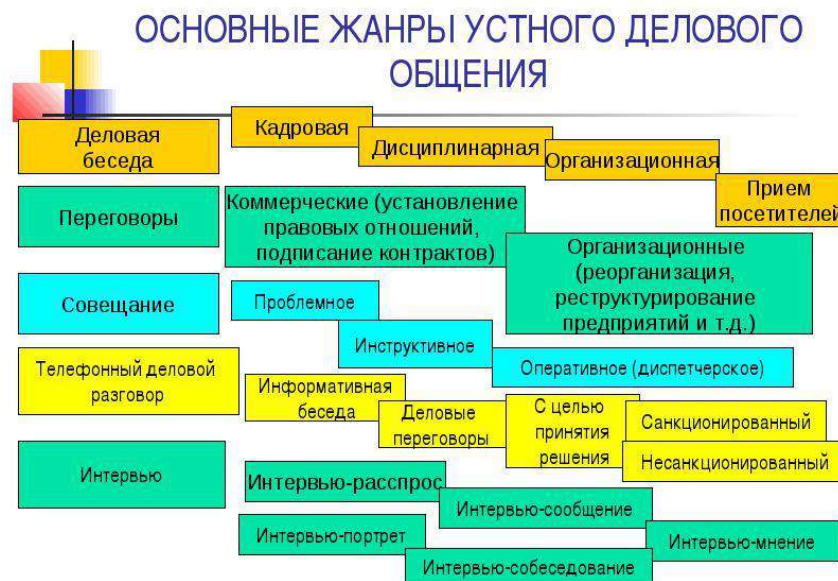 ОСНОВНЫЕ ЖАНРЫ УСТНОГО ДЕЛОВОГО
ОБЩЕНИЯ
Деловая
беседа
Кадровая
Дисциплинарная
Организационная
Прием
посетителей
Переговоры
Коммерческие (установление
правовых отношений,
подписание контрактов)
Организационные
(реорганизация,
реструктурирование
предприятий и т.д.)
Совещание
Проблемное
Инструктивное
Оперативное (диспетчерское)
Телефонный деловой
разговор
Информативная
беседа
Деловые
переговоры
С целью
принятия
решения
Санкционированный
Несанкционированный
Интервью
Интервью-расспрос
Интервью-сообщение
Интервью-портрет
Интервью-мнение
Интервью-собеседование